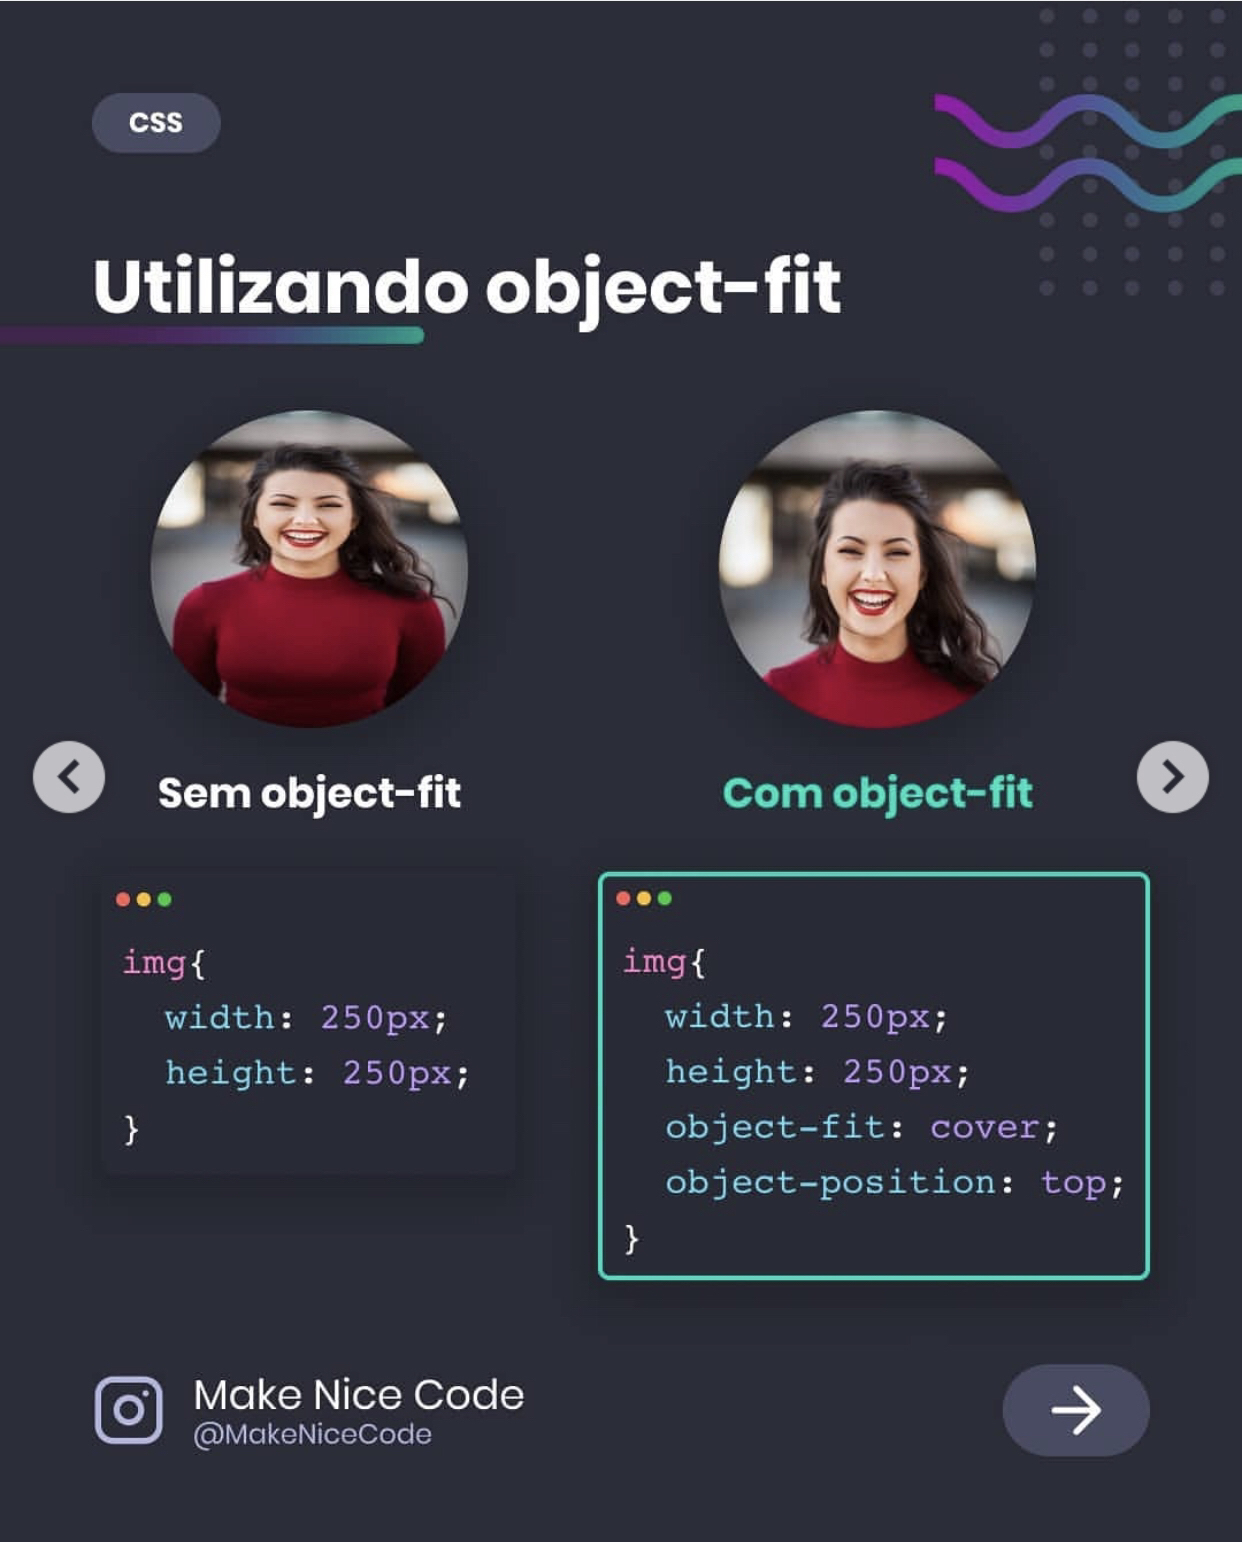 CSS
Utilizando object-fit
Sem object-fit
Com object-fit
img{
width: 250px;
height: 250px;
}
img{
width: 250px;
height: 250px;
object-fit: cover;
object-position: top;
}
Make Nice Code
@MakeNiceCode